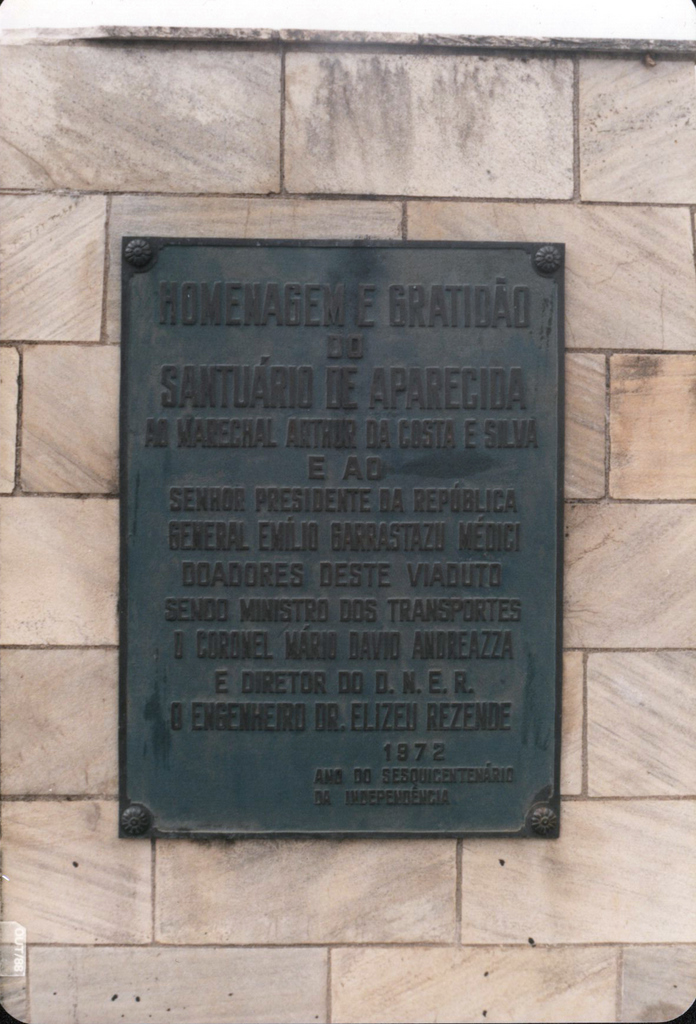 HOMENAGEM E GRATIDÃO
DO
SANTUÁRIO DE APARECIDA
AO MARECHAL ARTHUR DA COSTA E SILVA
E AO
SENHOR PRESIDENTE DA REPÚBLICA
GENERAL EMÍLIO GARRASTAZU MÉDICI
DOADORES DESTE VIADUTO
SENDO MINISTRO DOS TRANSPORTES
O CORONEL MÁRIO DAVID ANDREAZZA
E DIRETOR DO D. N. E. R.
O ENGENHEIRO DR. ELIZEU REZENDE
1972
ANO DO SESQUICENTENÁRIO
DA INDEPENDÊNCIA
OUT/88